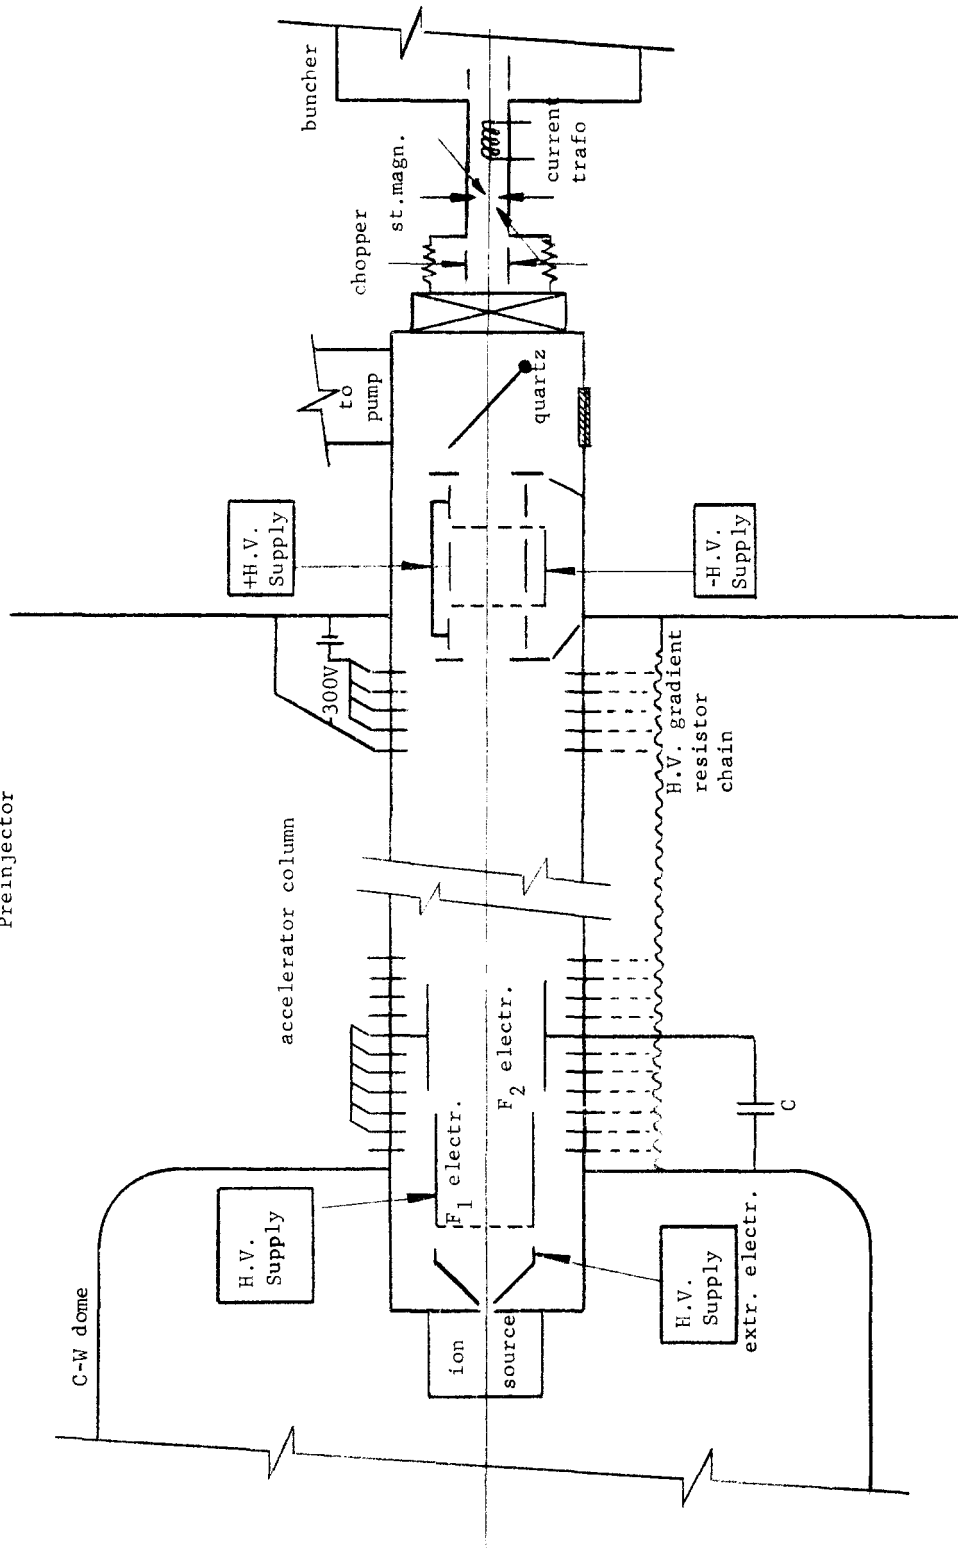 Preinjector
C-W dome
H.V.
Supply
ion
source
H.V.
Supply
extr. electr.
F1 electr.
F2 electr.
C
accelerator column
-300V
H.V. gradient
resistor
chain
+H.V.
Supply
-H.V.
Supply
to
pump
quartz
chopper
st.magn.
current
trafo
buncher